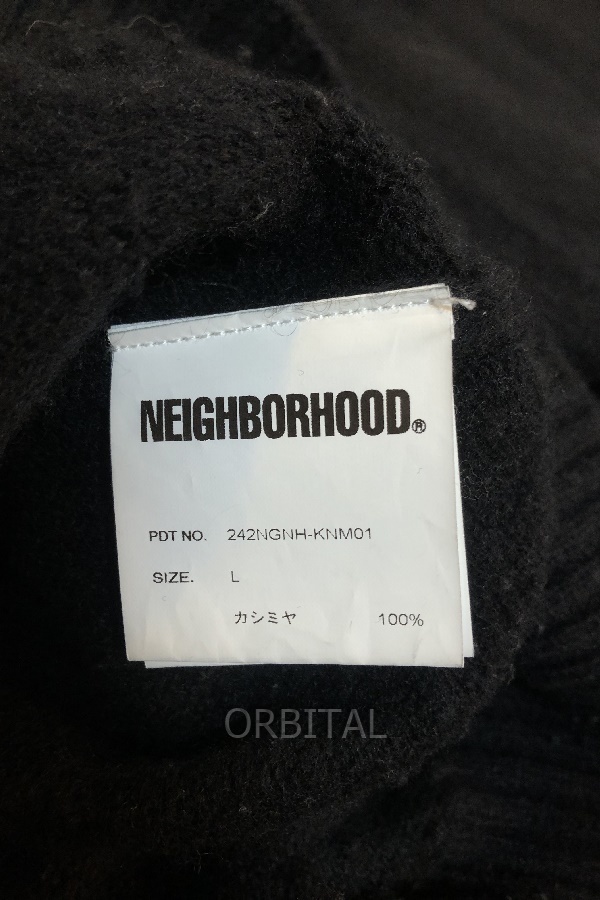 NEIGHBORHOOD®
PDT NO. 242NGNH-KNM01
SIZE. L
カシミヤ 100%
ORBITAL